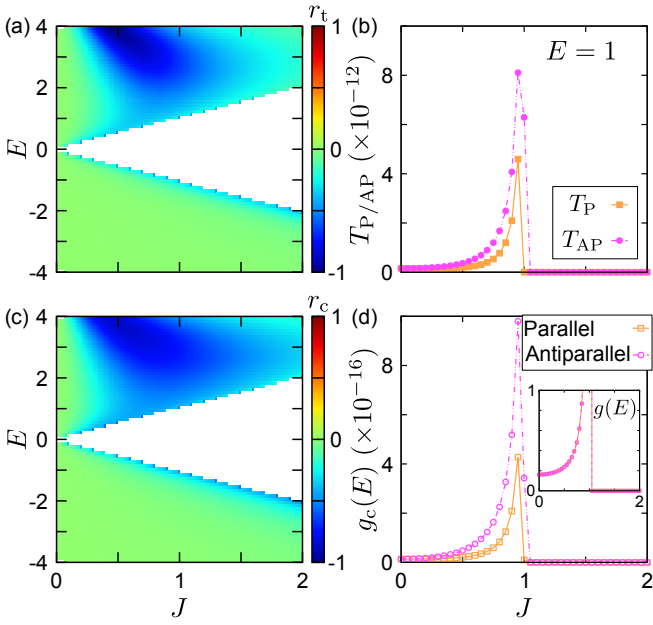 (a)
r_t
4
2
0
-2
-4
E
1
0
-1
(b)
E = 1
8
4
0
T_P/AP (×10⁻¹²)
T_P
T_AP
(c)
r_c
4
2
0
-2
-4
E
0
1
2
J
1
0
-1
(d)
Parallel
Antiparallel
8
4
0
g_c(E) (×10⁻¹⁶)
1
0
g(E)
0
1
2
0
1
2
J